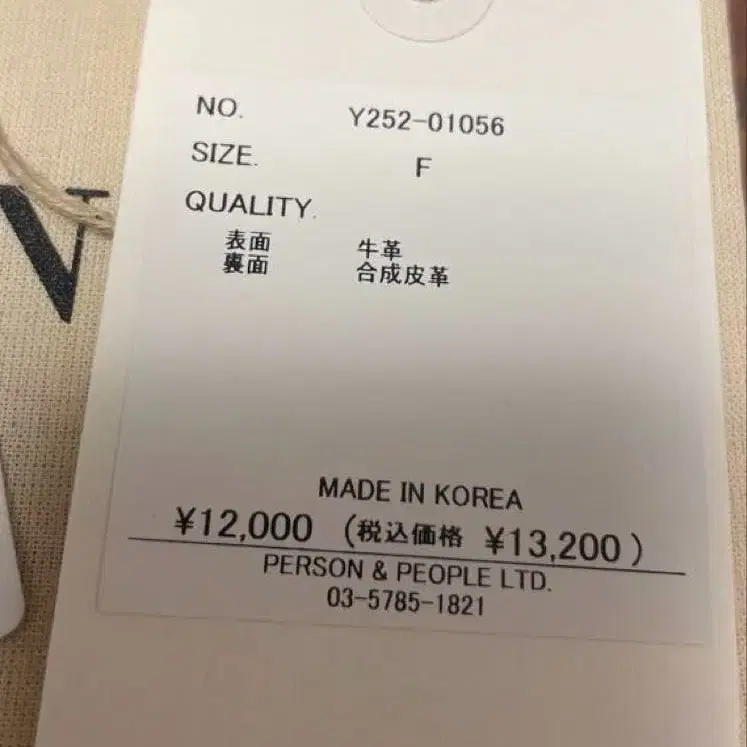 NO. Y252-01056
SIZE. F
QUALITY.
表面 牛革
裏面 合成皮革
MADE IN KOREA
¥12,000 (税込価格 ¥13,200)
PERSON & PEOPLE LTD.
03-5785-1821